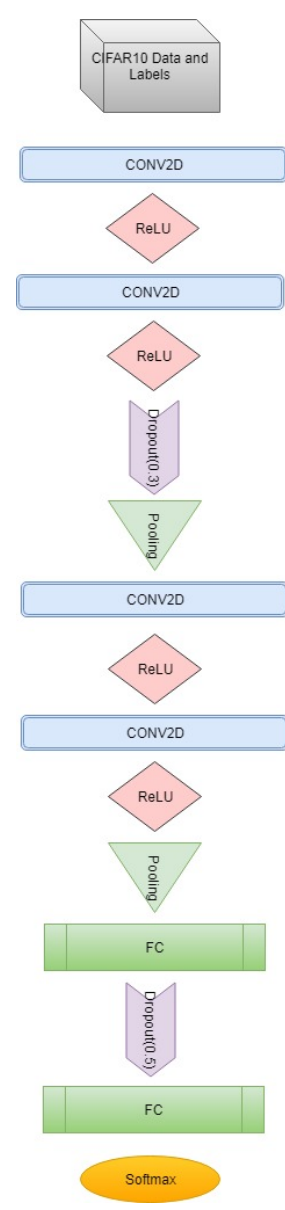 CIFAR10 Data and
Labels
CONV2D
ReLU
CONV2D
ReLU
Dropout(0.3)
Pooling
CONV2D
ReLU
CONV2D
ReLU
Pooling
FC
Dropout(0.5)
FC
Softmax